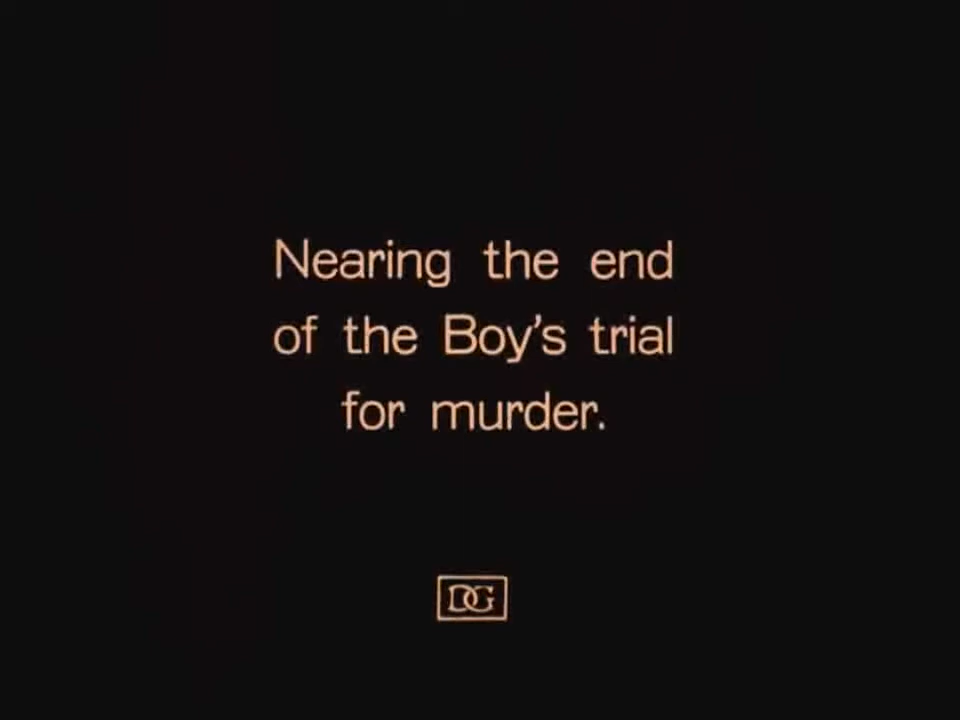 Nearing the end
of the Boy's trial
for murder.
DG